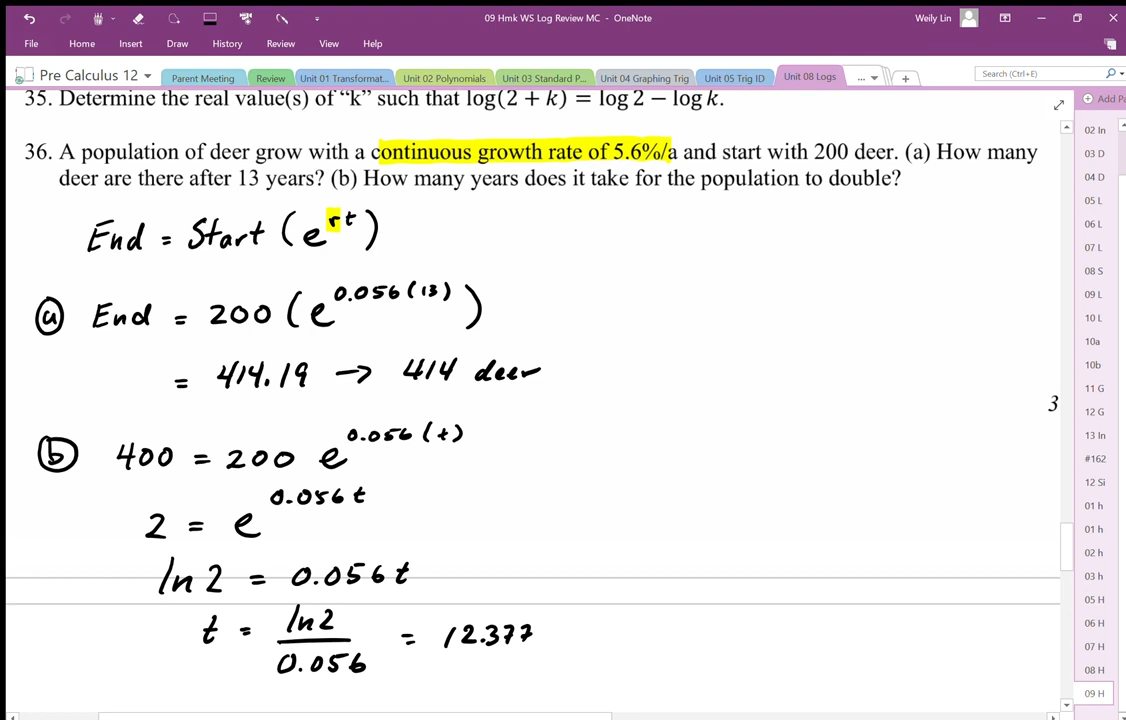 09 Hmk WS Log Review MC - OneNote
Weily Lin
File Home Insert Draw History Review View Help
Pre Calculus 12
Parent Meeting Review Unit 01 Transformat... Unit 02 Polynomials Unit 03 Standard P... Unit 04 Graphing Trig Unit 05 Trig ID Unit 08 Logs ... +
Search (Ctrl+E)
35. Determine the real value(s) of “k” such that log(2 + k) = log 2 − log k.
36. A population of deer grow with a continuous growth rate of 5.6%/a and start with 200 deer. (a) How many
deer are there after 13 years? (b) How many years does it take for the population to double?
End = Start (e^{rt})
(a) End = 200 (e^{0.056(13)})
= 414.19 → 414 deer
3
(b) 400 = 200 e^{0.056(t)}
2 = e^{0.056t}
ln 2 = 0.056t
t = ln2/0.056 = 12.377
Add Pa
02 In
03 D
04 D
05 L
06 L
07 L
08 S
09 L
10 L
10a
10b
11 G
12 G
13 In
#162
12 Si
01 h
01 h
02 h
03 h
05 H
06 H
07 H
08 H
09 H